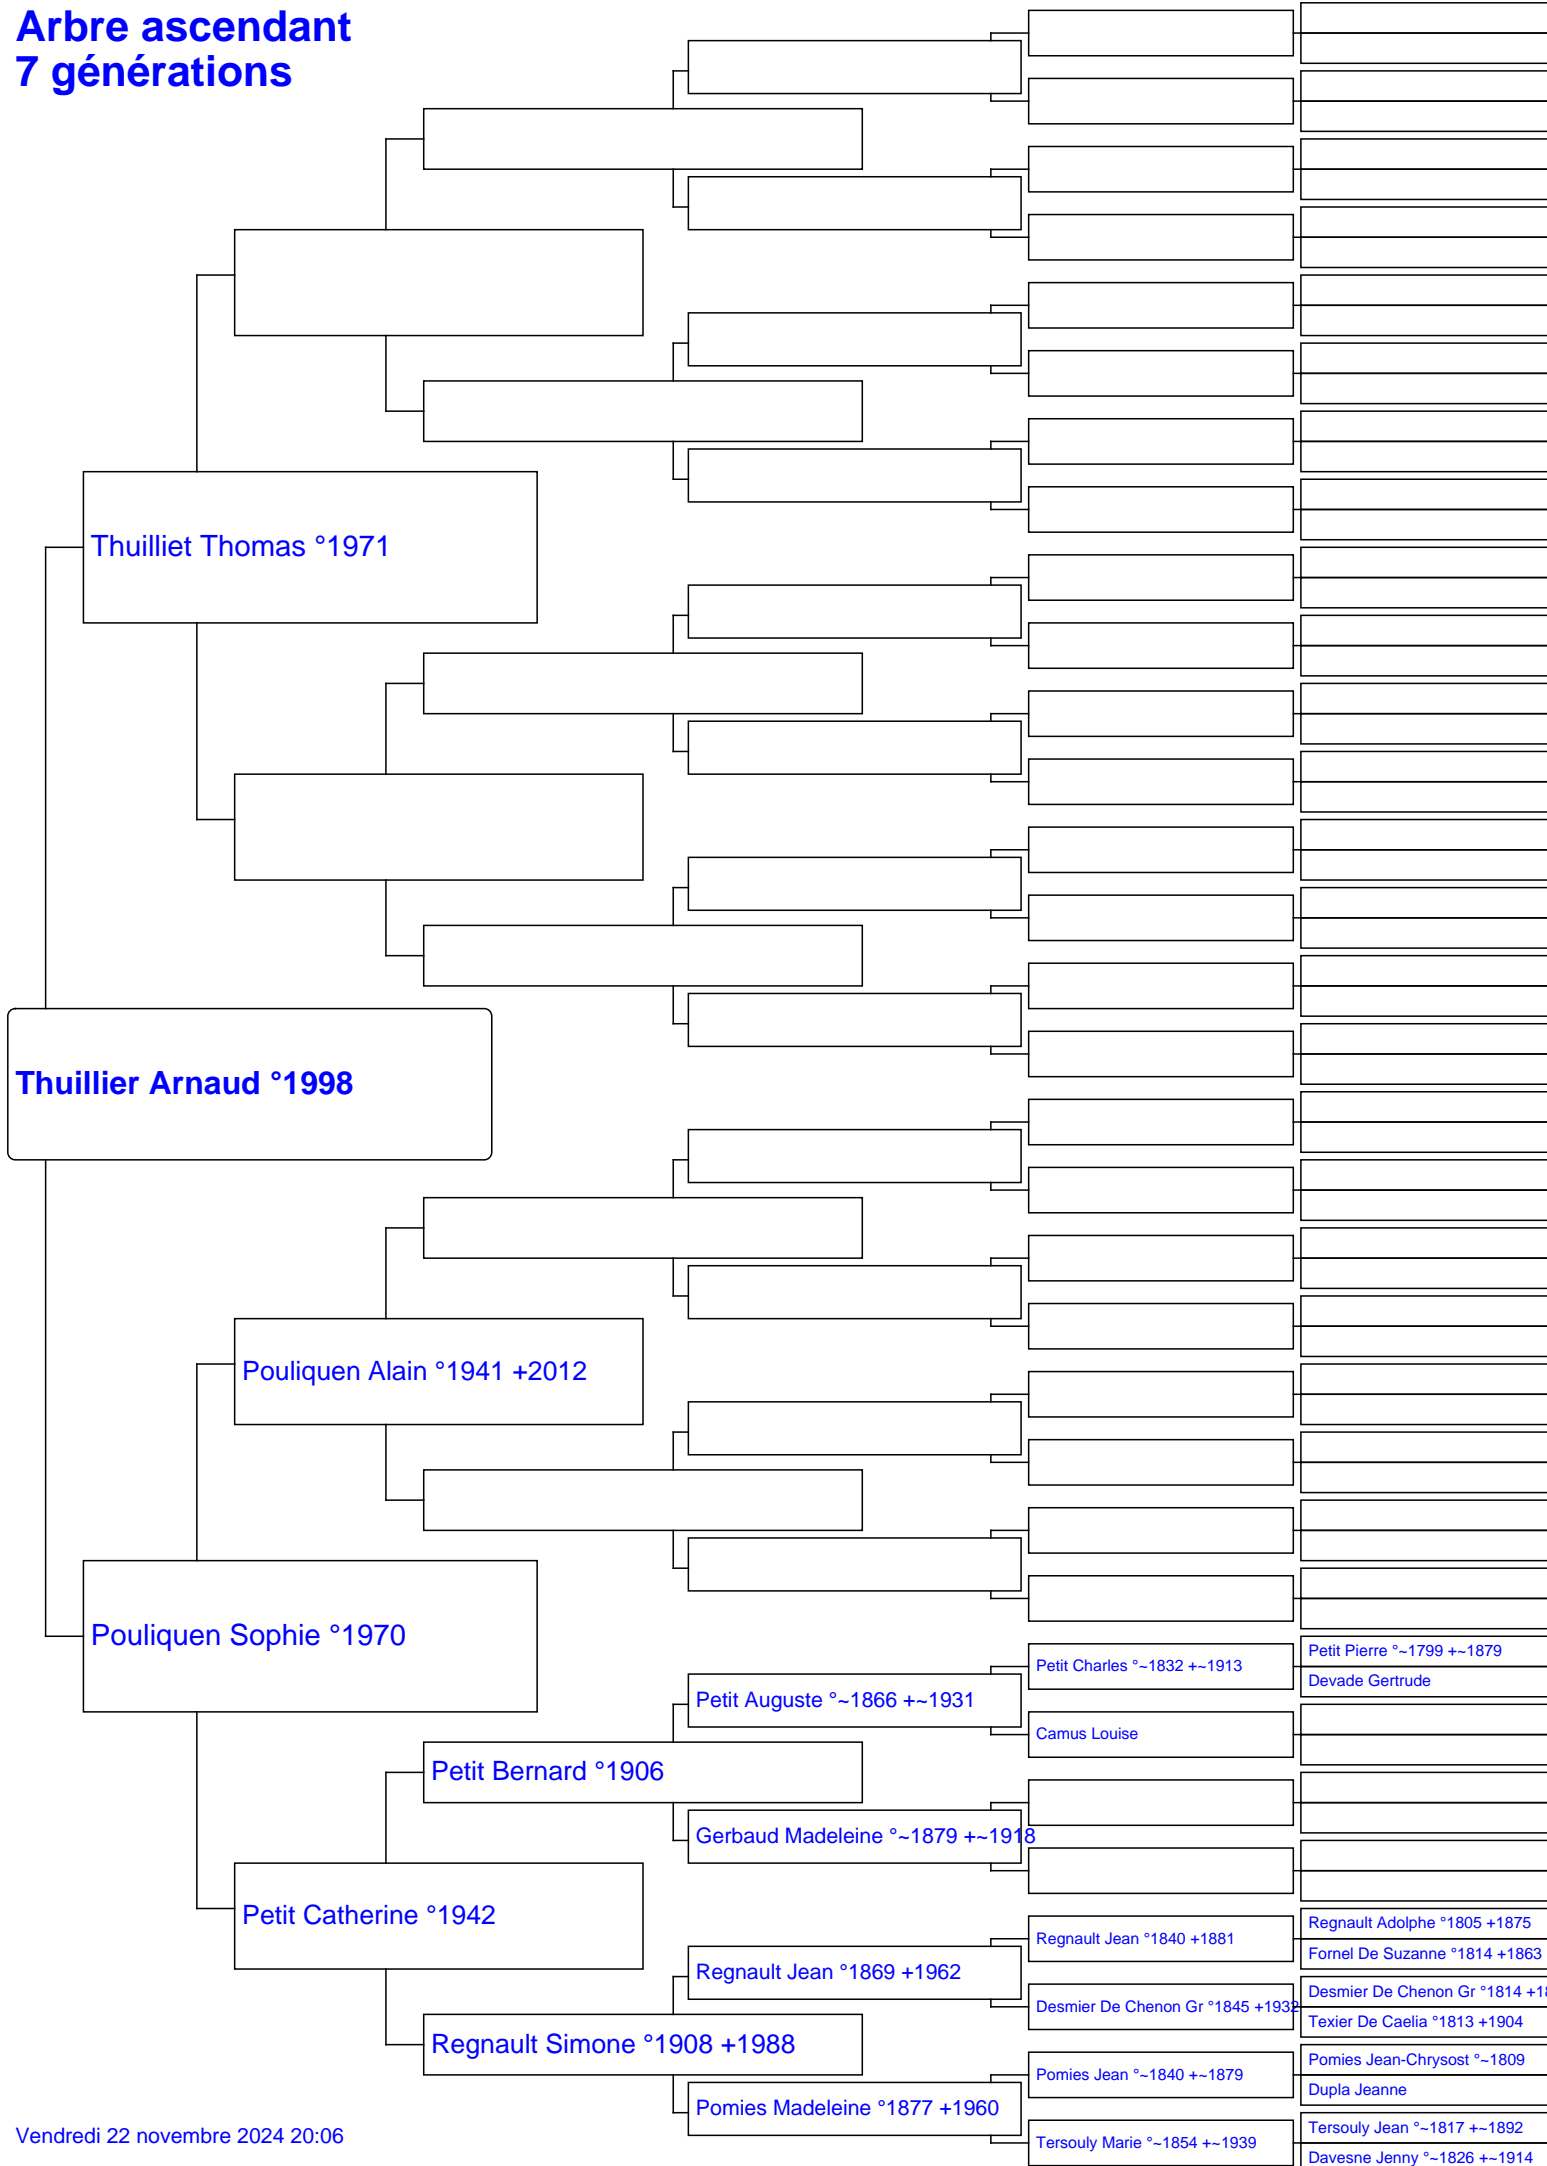 Arbre ascendant
7 générations
Thuilliet Thomas °1971
Thuillier Arnaud °1998
Pouliquen Alain °1941 +2012
Pouliquen Sophie °1970
Petit Charles °~1832 +~1913
Petit Pierre °~1799 +~1879
Devade Gertrude
Petit Auguste °~1866 +~1931
Camus Louise
Petit Bernard °1906
Gerbaud Madeleine °~1879 +~1918
Petit Catherine °1942
Regnault Jean °1840 +1881
Regnault Adolphe °1805 +1875
Fornel De Suzanne °1814 +1863
Regnault Jean °1869 +1962
Desmier De Chenon Gr °1845 +1932
Desmier De Chenon Gr °1814 +18
Texier De Caelia °1813 +1904
Regnault Simone °1908 +1988
Pomies Jean °~1840 +~1879
Pomies Jean-Chrysost °~1809
Dupla Jeanne
Pomies Madeleine °1877 +1960
Tersouly Marie °~1854 +~1939
Tersouly Jean °~1817 +~1892
Davesne Jenny °~1826 +~1914
Vendredi 22 novembre 2024 20:06